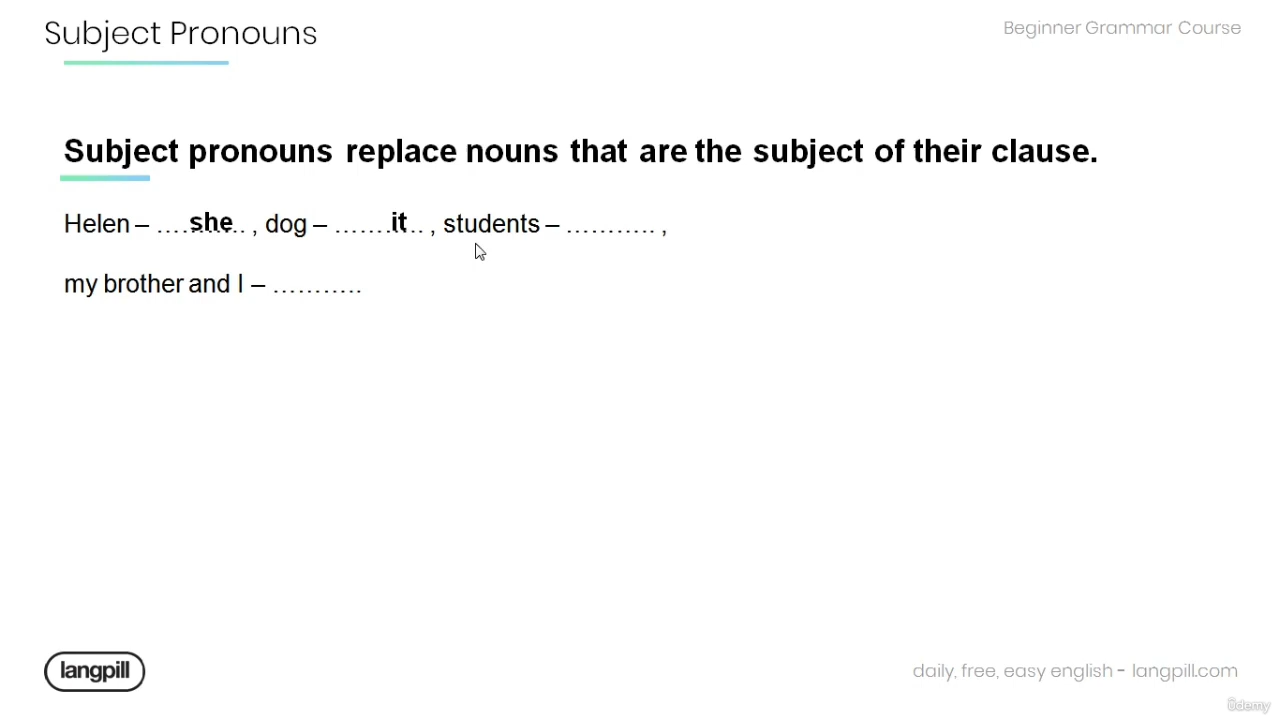 Subject Pronouns
Beginner Grammar Course
Subject pronouns replace nouns that are the subject of their clause.
Helen – ....she.. , dog – .......it.. , students – ........... ,
my brother and I – ...........
langpill
daily, free, easy english - langpill.com
ûdemy